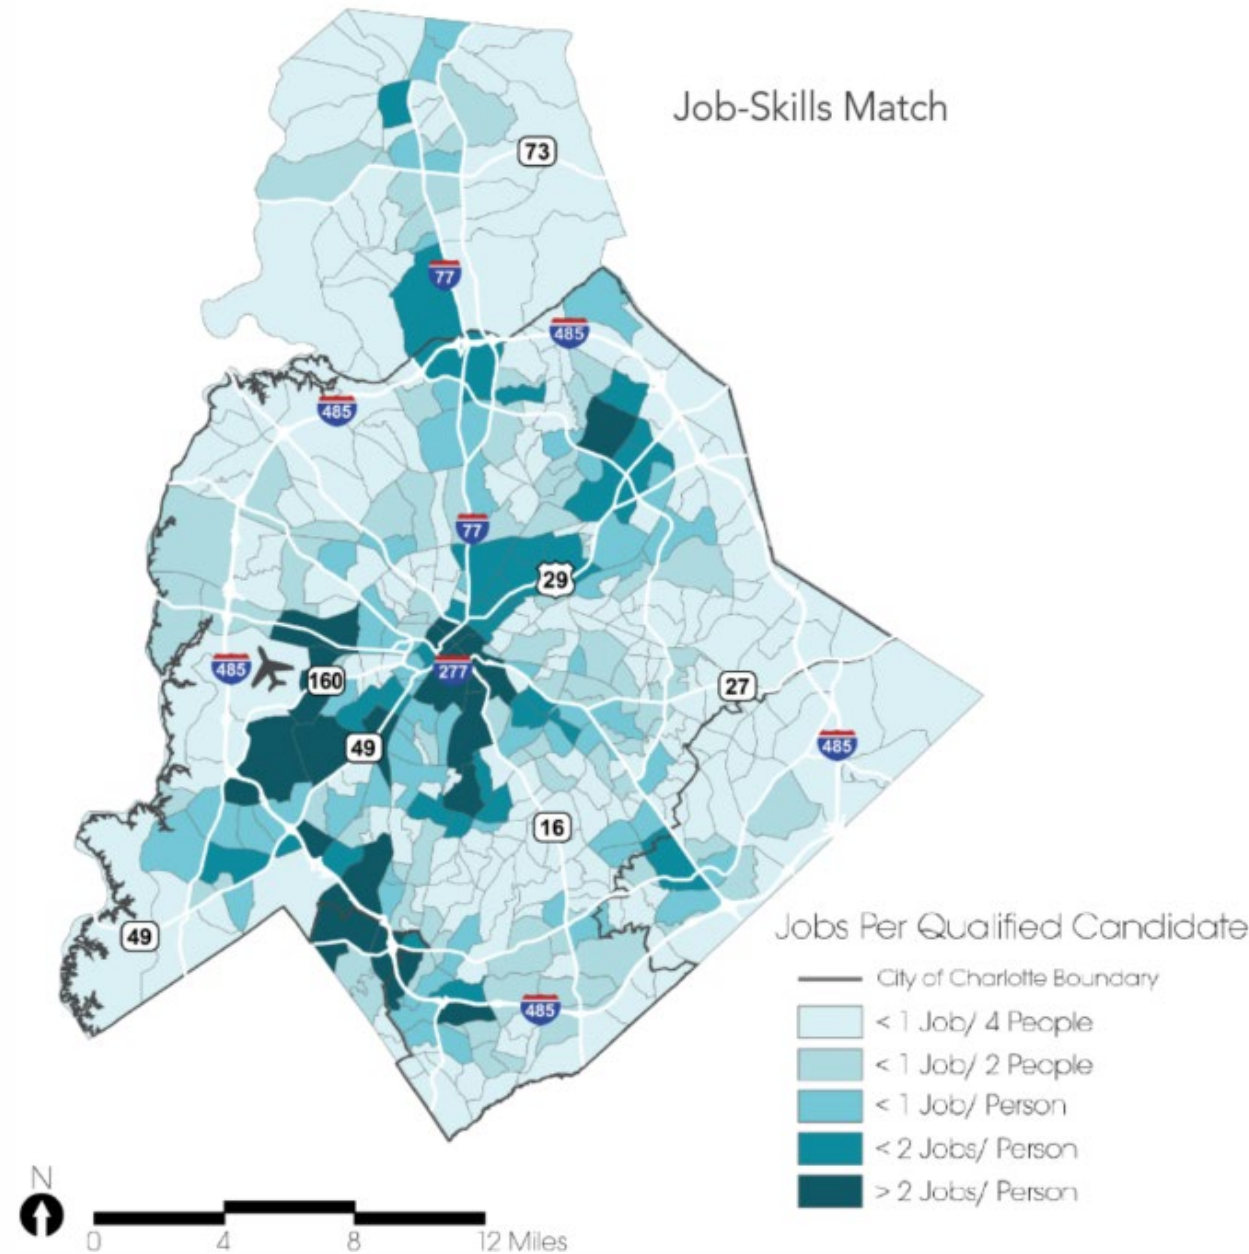 Job-Skills Match
73
77
485
485
77
29
485
160
277
27
49
485
16
49
485
Jobs Per Qualified Candidate
City of Charlotte Boundary
< 1 Job/ 4 People
< 1 Job/ 2 People
< 1 Job/ Person
< 2 Jobs/ Person
> 2 Jobs/ Person
N
0 4 8 12 Miles